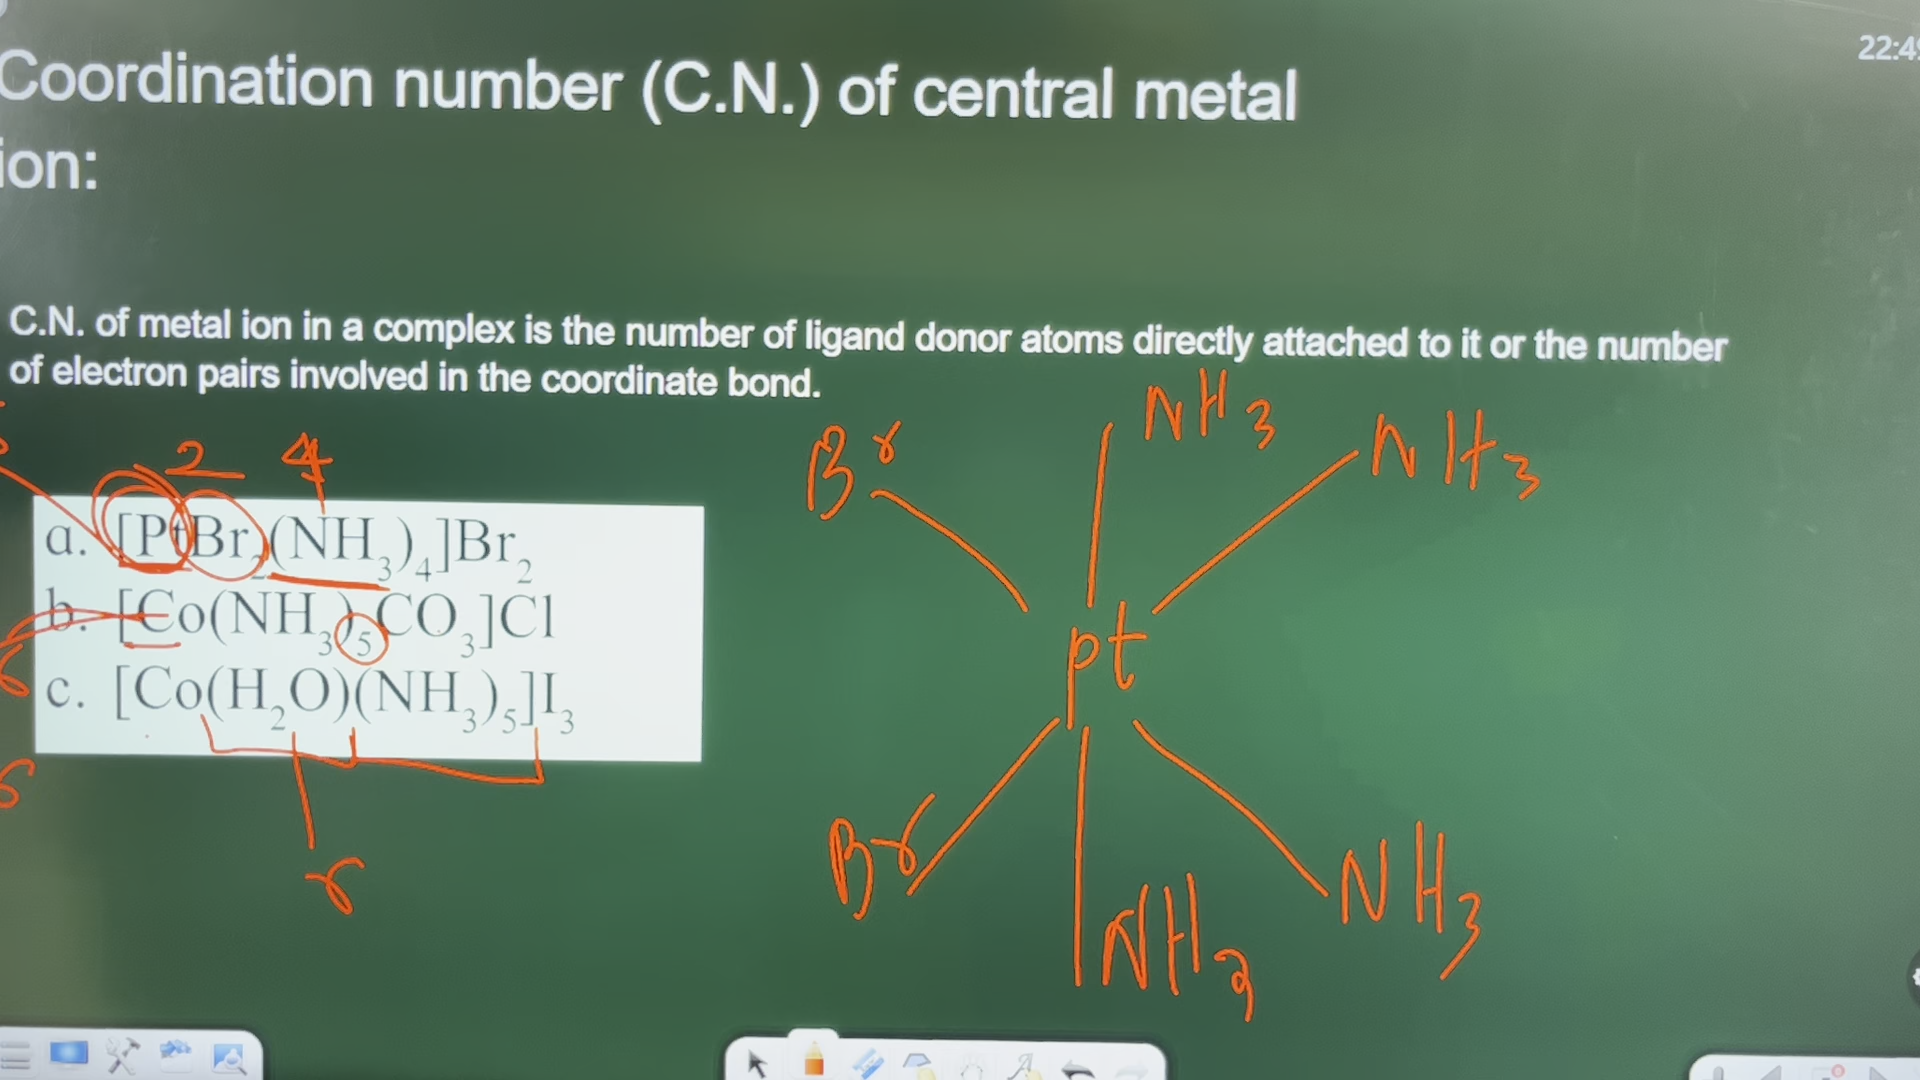 22:4
Coordination number (C.N.) of central metal
ion:
C.N. of metal ion in a complex is the number of ligand donor atoms directly attached to it or the number
of electron pairs involved in the coordinate bond.
2 4
a. [PtBr₂(NH₃)₄]Br₂
b. [Co(NH₃)₅CO₃]Cl
c. [Co(H₂O)(NH₃)₅]I₃
6
Br NH₃ NH₃
pt
Br NH₃ NH₃